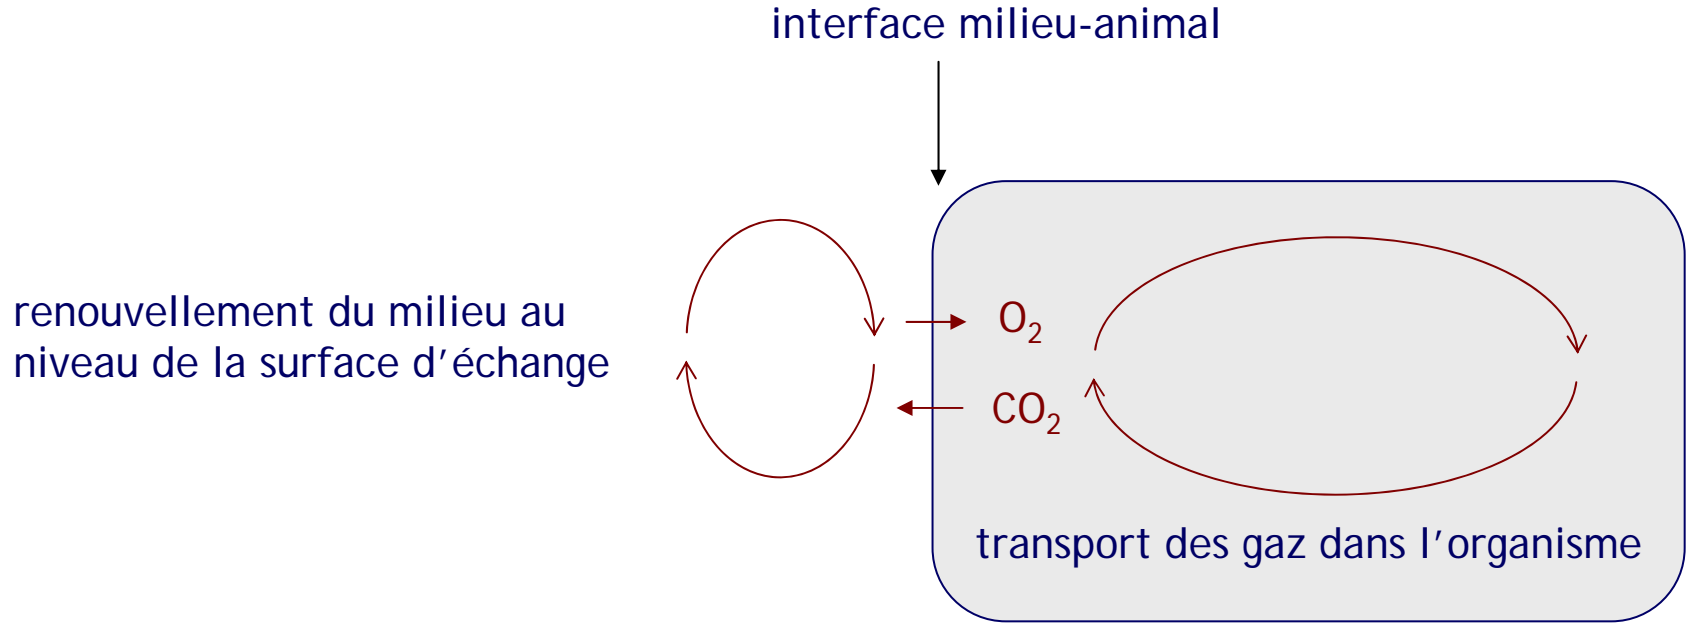 interface milieu-animal
renouvellement du milieu au
niveau de la surface d’échange
O₂
CO₂
transport des gaz dans l’organisme